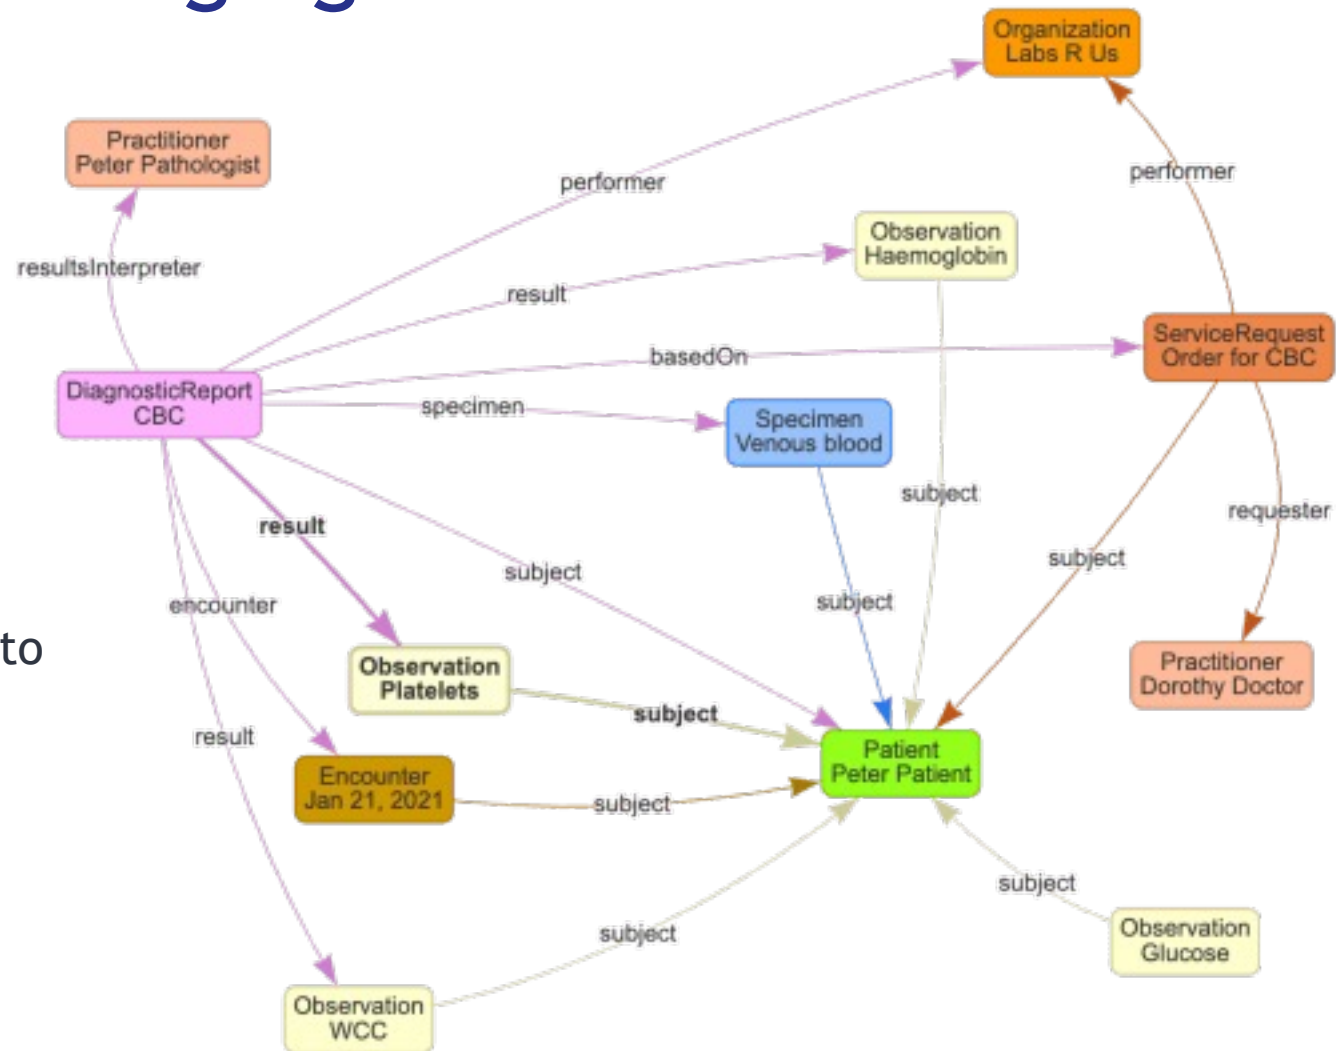 Organization
Labs R Us
Practitioner
Peter Pathologist
performer
performer
Observation
Haemoglobin
resultsInterpreter
result
ServiceRequest
Order for CBC
basedOn
DiagnosticReport
CBC
specimen
Specimen
Venous blood
subject
requester
result
subject
subject
encounter
subject
to
Observation
Platelets
Practitioner
Dorothy Doctor
subject
result
Patient
Peter Patient
Encounter
Jan 21, 2021
subject
subject
Observation
Glucose
subject
Observation
WCC